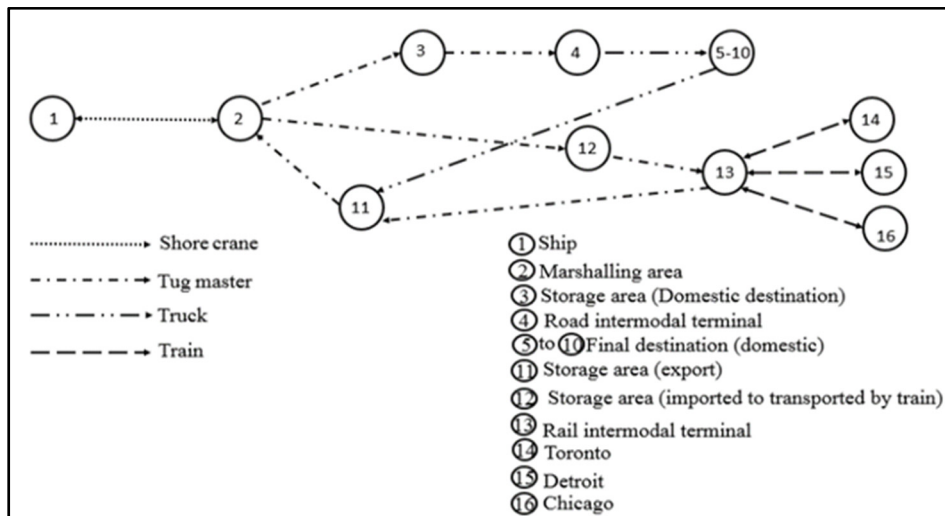 3
4
5-10
1
2
12
14
13
15
11
16
Shore crane
Tug master
Truck
Train
1 Ship
2 Marshalling area
3 Storage area (Domestic destination)
4 Road intermodal terminal
5 to 10 Final destination (domestic)
11 Storage area (export)
12 Storage area (imported to transported by train)
13 Rail intermodal terminal
14 Toronto
15 Detroit
16 Chicago